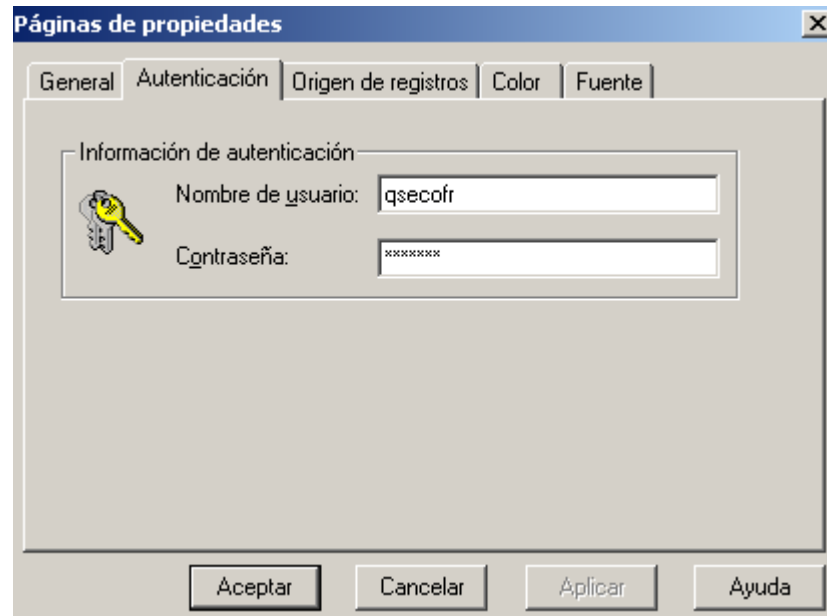 Páginas de propiedades
General Autenticación Origen de registros Color Fuente
Información de autenticación
Nombre de usuario: qsecofr
Contraseña: *******
Aceptar Cancelar Aplicar Ayuda